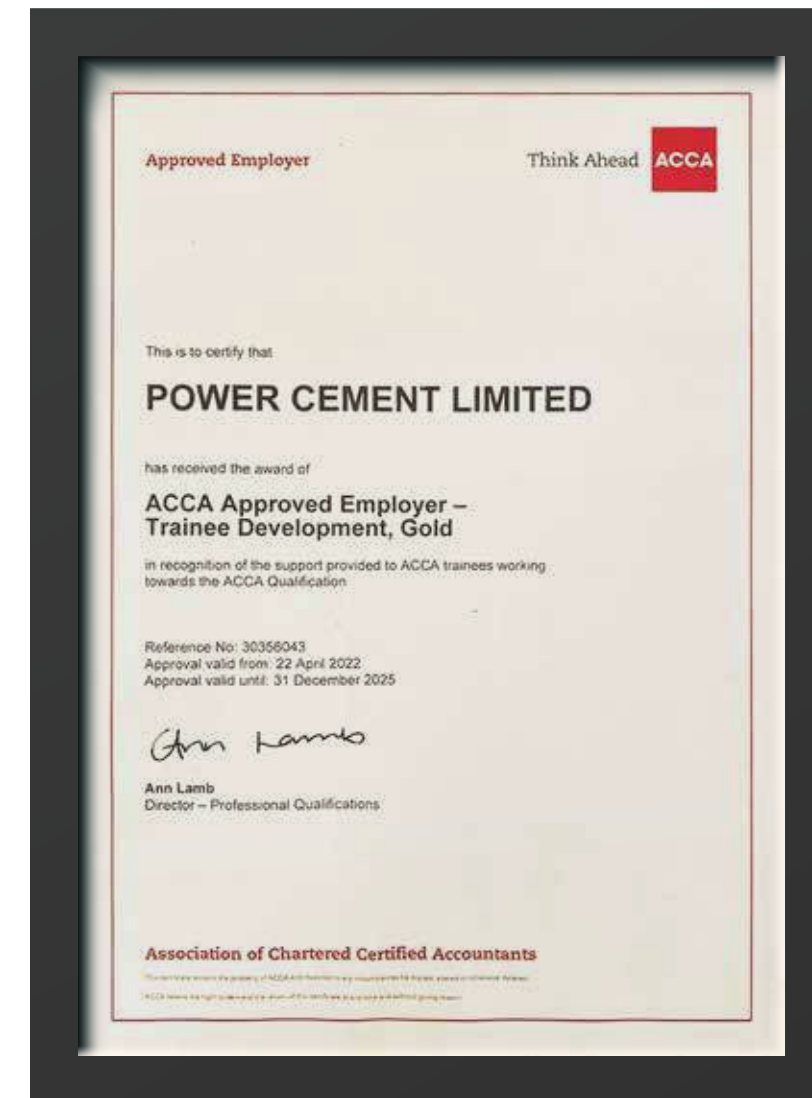 Approved Employer
Think Ahead ACCA
This is to certify that
POWER CEMENT LIMITED
has received the award of
ACCA Approved Employer –
Trainee Development, Gold
in recognition of the support provided to ACCA trainees working
towards the ACCA Qualification
Reference No: 30356043
Approval valid from: 22 April 2022
Approval valid until: 31 December 2025
Ann Lamb
Ann Lamb
Director – Professional Qualifications
Association of Chartered Certified Accountants